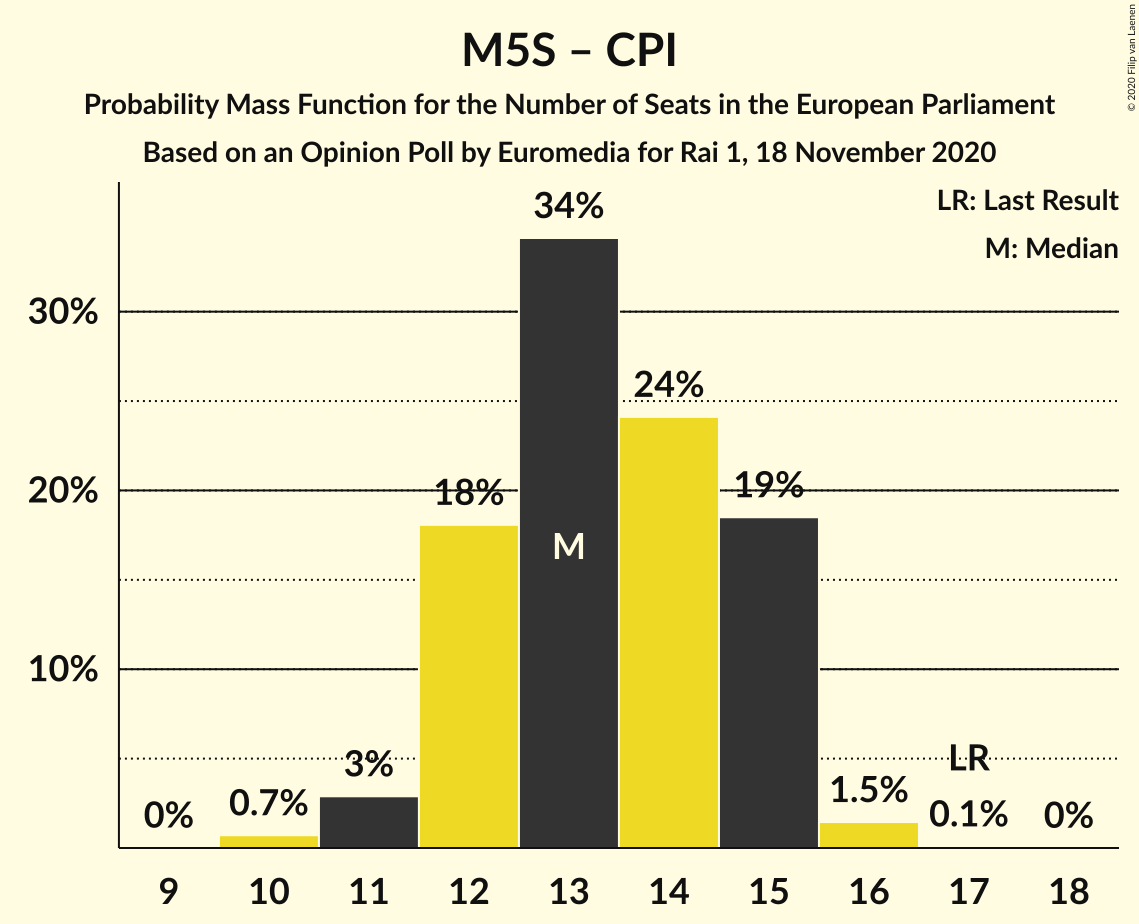 © 2020 Filip van Laenen
M5S – CPI
Probability Mass Function for the Number of Seats in the European Parliament
Based on an Opinion Poll by Euromedia for Rai 1, 18 November 2020
LR: Last Result
M: Median
34%
30%
24%
20%
18%
19%
M
10%
3%
LR
0%
0.7%
1.5%
0.1%
0%
9 10 11 12 13 14 15 16 17 18